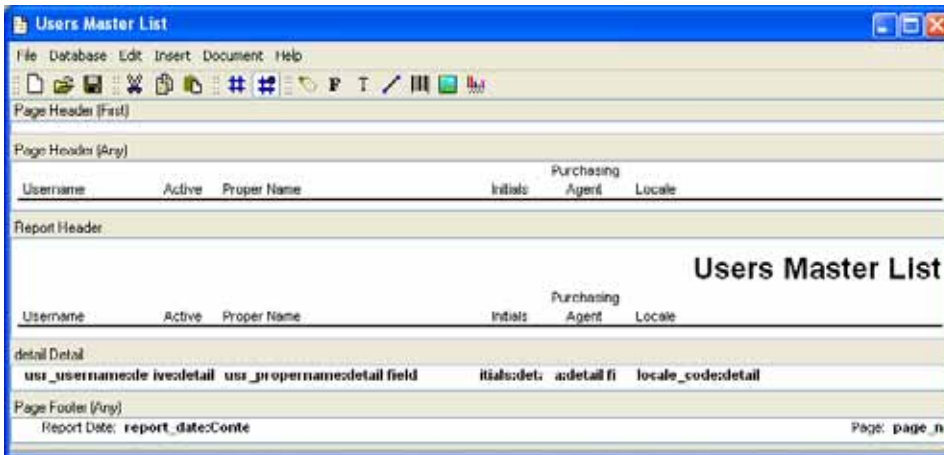 Users Master List
File Database Edit Insert Document Help
Page Header (First)
Page Header (Any)
Purchasing
Username Active Proper Name Initials Agent Locale
Report Header
Users Master List
Purchasing
Username Active Proper Name Initials Agent Locale
detail Detail
usr_username:de ive:detail usr_propername:detail field itials:det: a:detail fi locale_code:detail
Page Footer (Any)
Report Date: report_date:Conte Page: page_n